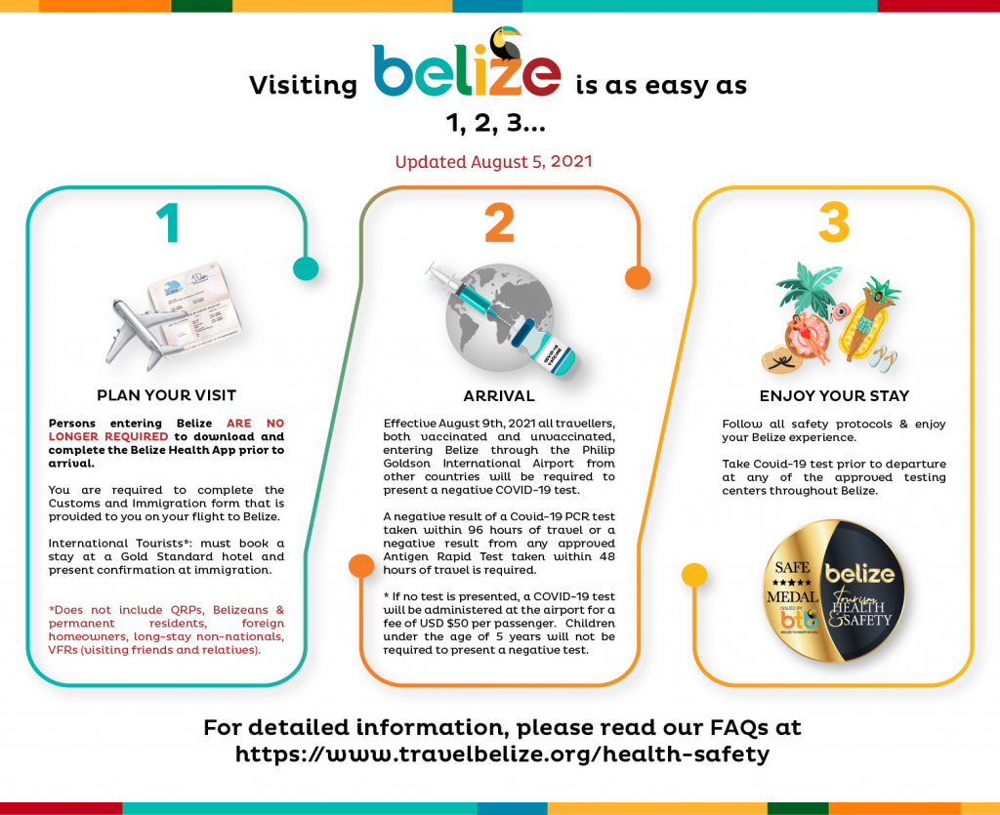 Visiting belize is as easy as
1, 2, 3...
Updated August 5, 2021
1
PLAN YOUR VISIT
Persons entering Belize ARE NO
LONGER REQUIRED to download and
complete the Belize Health App prior to
arrival.
You are required to complete the
Customs and Immigration form that is
provided to you on your flight to Belize.
International Tourists*: must book a
stay at a Gold Standard hotel and
present confirmation at immigration.
*Does not include QRPs, Belizeans &
permanent residents, foreign
homeowners, long-stay non-nationals,
VFRs (visiting friends and relatives).
2
COVID-19
VACCINE
ARRIVAL
Effective August 9th, 2021 all travellers,
both vaccinated and unvaccinated,
entering Belize through the Philip
Goldson International Airport from
other countries will be required to
present a negative COVID-19 test.
A negative result of a Covid-19 PCR test
taken within 96 hours of travel or a
negative result from any approved
Antigen Rapid Test taken within 48
hours of travel is required.
* If no test is presented, a COVID-19 test
will be administered at the airport for a
fee of USD $50 per passenger. Children
under the age of 5 years will not be
required to present a negative test.
3
ENJOY YOUR STAY
Follow all safety protocols & enjoy
your Belize experience.
Take Covid-19 test prior to departure
at any of the approved testing
centers throughout Belize.
SAFE
MEDAL
ISSUED BY
btb
BELIZE TOURISM BOARD
belize
Tourism
HEALTH
&SAFETY
For detailed information, please read our FAQs at
https://www.travelbelize.org/health-safety